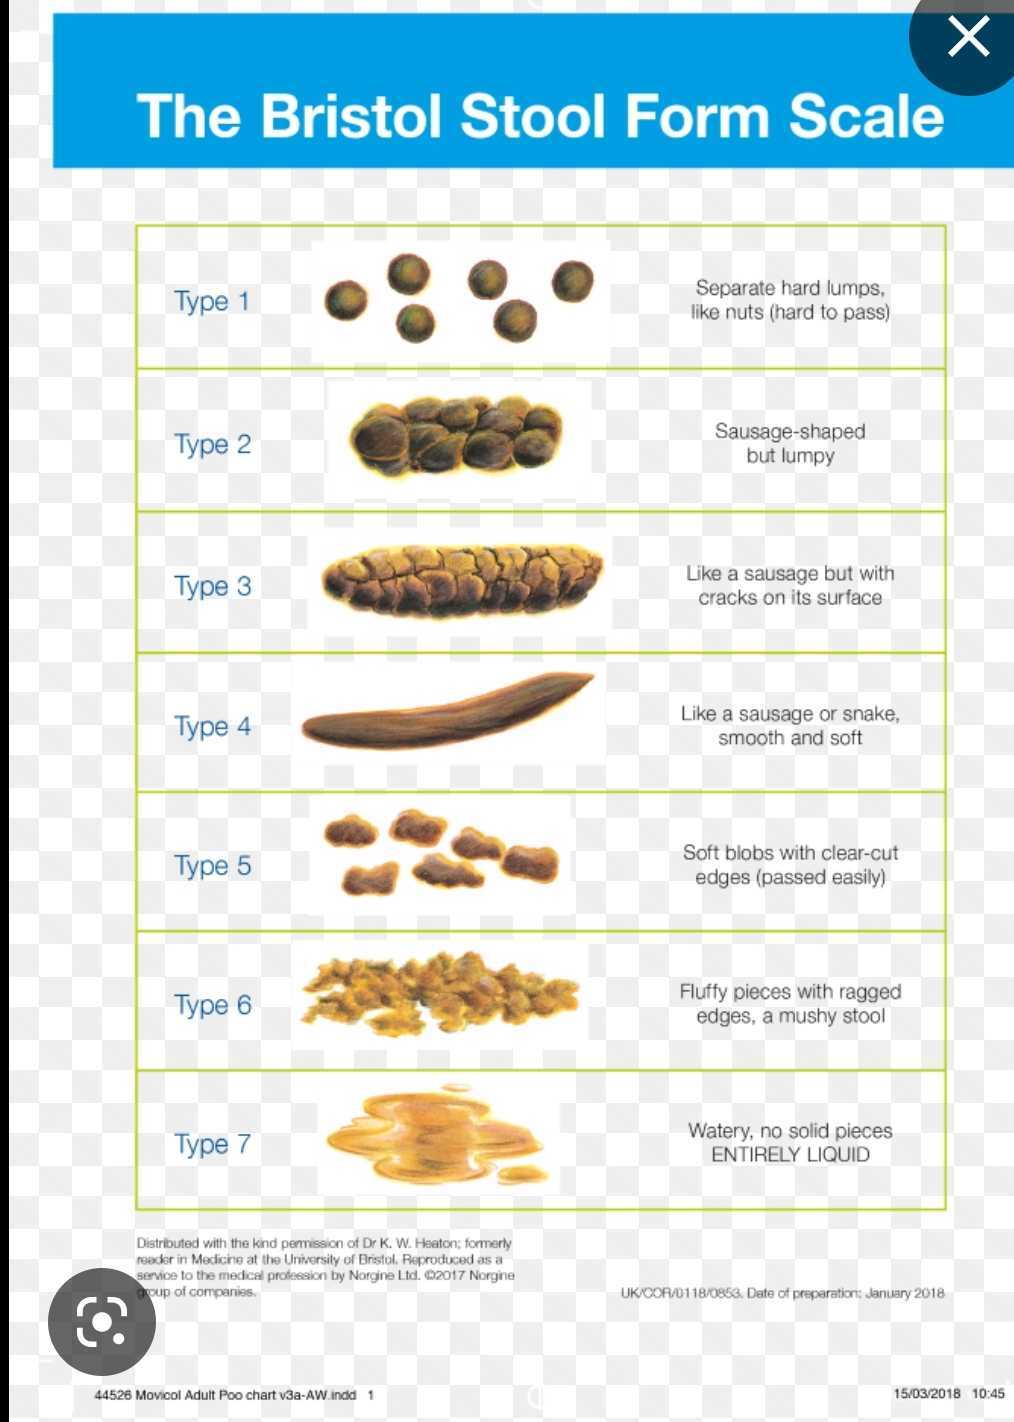 The Bristol Stool Form Scale
Type 1
Separate hard lumps,
like nuts (hard to pass)
Type 2
Sausage-shaped
but lumpy
Type 3
Like a sausage but with
cracks on its surface
Type 4
Like a sausage or snake,
smooth and soft
Type 5
Soft blobs with clear-cut
edges (passed easily)
Type 6
Fluffy pieces with ragged
edges, a mushy stool
Type 7
Watery, no solid pieces
ENTIRELY LIQUID
Distributed with the kind permission of Dr K. W. Heaton; formerly
reader in Medicine at the University of Bristol. Reproduced as a
service to the medical profession by Norgine Ltd. ©2017 Norgine
group of companies.
UK/COR/0118/0853. Date of preparation: January 2018
44526 Movicol Adult Poo chart v3a-AW.indd 1
15/03/2018 10:45